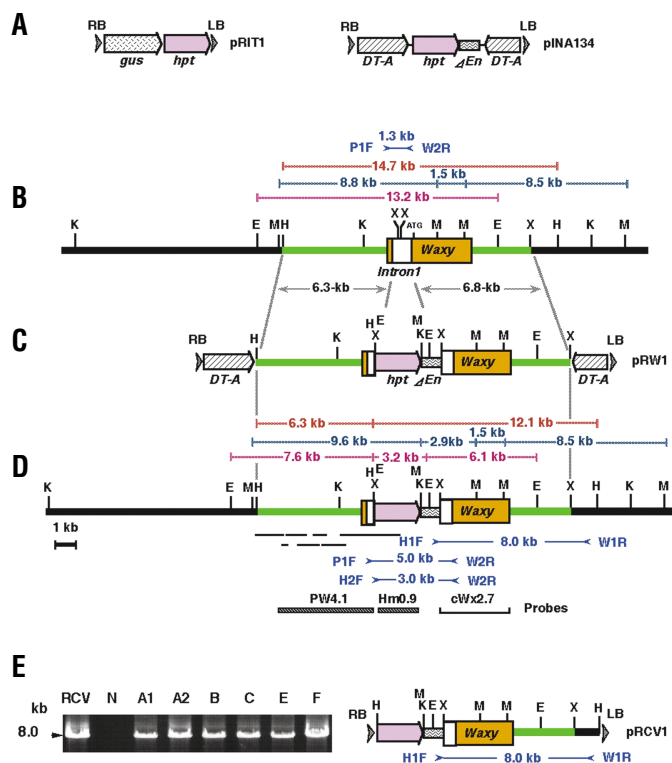 A
RB LB pRIT1
gus hpt
RB LB pINA134
DT-A hpt ⊿En DT-A
1.3 kb
P1F W2R
14.7 kb
1.5 kb
8.8 kb 8.5 kb
13.2 kb
B
K E M H K X X ATG M M E X H K M
Waxy
Intron1
6.3-kb 6.8-kb
C
RB H K H E X M K E X M M E X LB
DT-A Waxy DT-A pRW1
hpt ⊿En
6.3 kb 12.1 kb
1.5 kb
9.6 kb 2.9kb 8.5 kb
7.6 kb 3.2 kb 6.1 kb
D
K E M H K H E X M K E X M M E X H K M
Waxy
1 kb
hpt ⊿En
H1F 8.0 kb W1R
P1F 5.0 kb W2R
H2F 3.0 kb W2R
PW4.1 Hm0.9 cWx2.7 Probes
E
kb RCV N A1 A2 B C E F
8.0
RB H M K E X M M E X H LB
Waxy pRCV1
hpt ⊿En
H1F 8.0 kb W1R